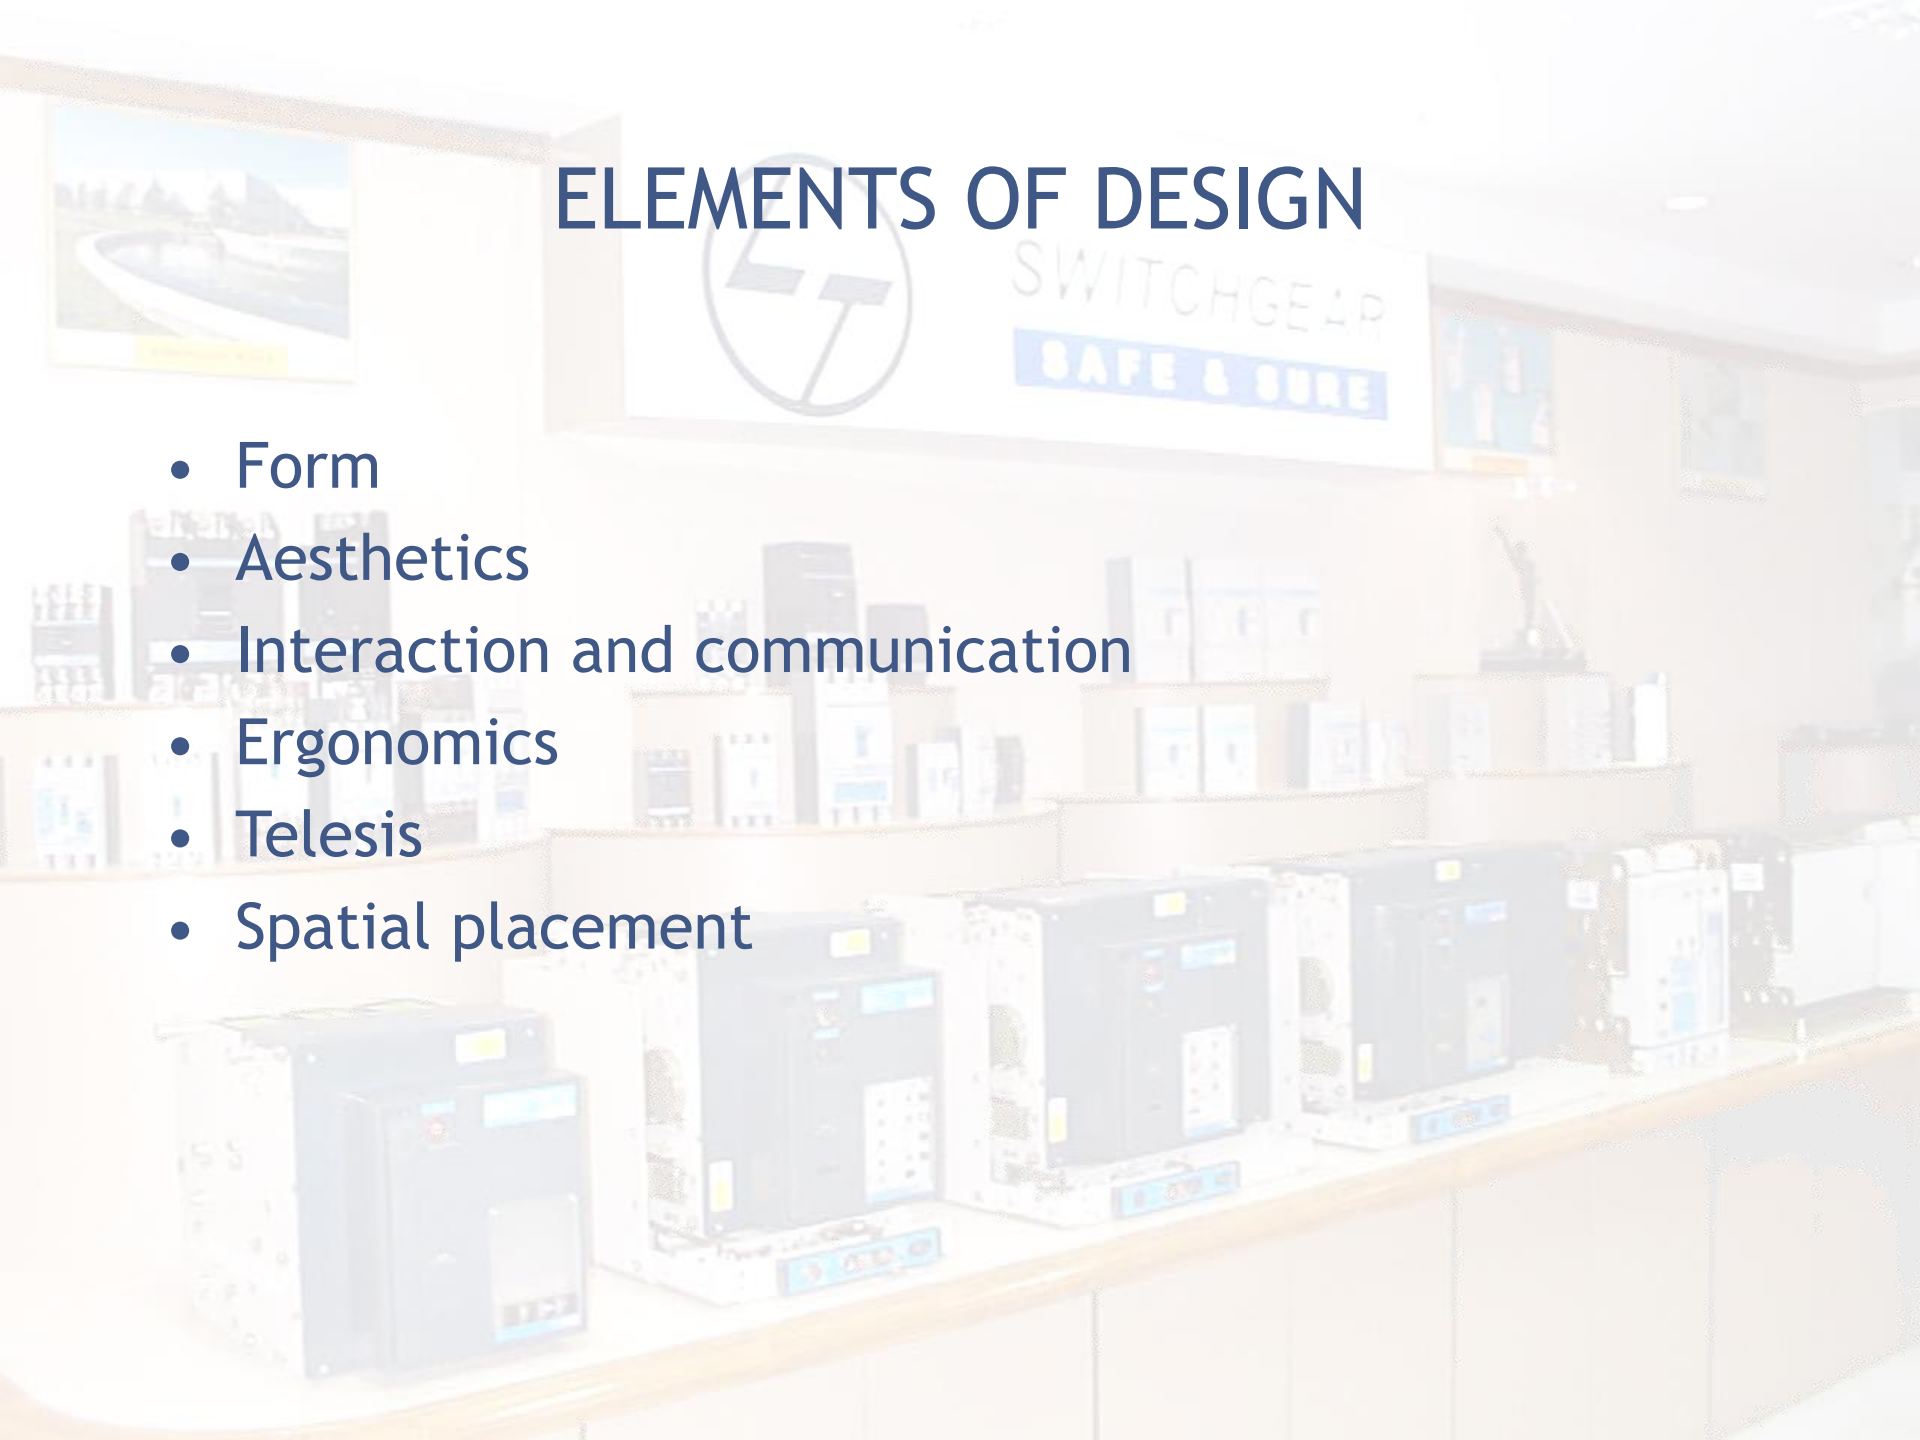 ELEMENTS OF DESIGN
SWITCHGEAR
SAFE & SURE
• Form
• Aesthetics
• Interaction and communication
• Ergonomics
• Telesis
• Spatial placement